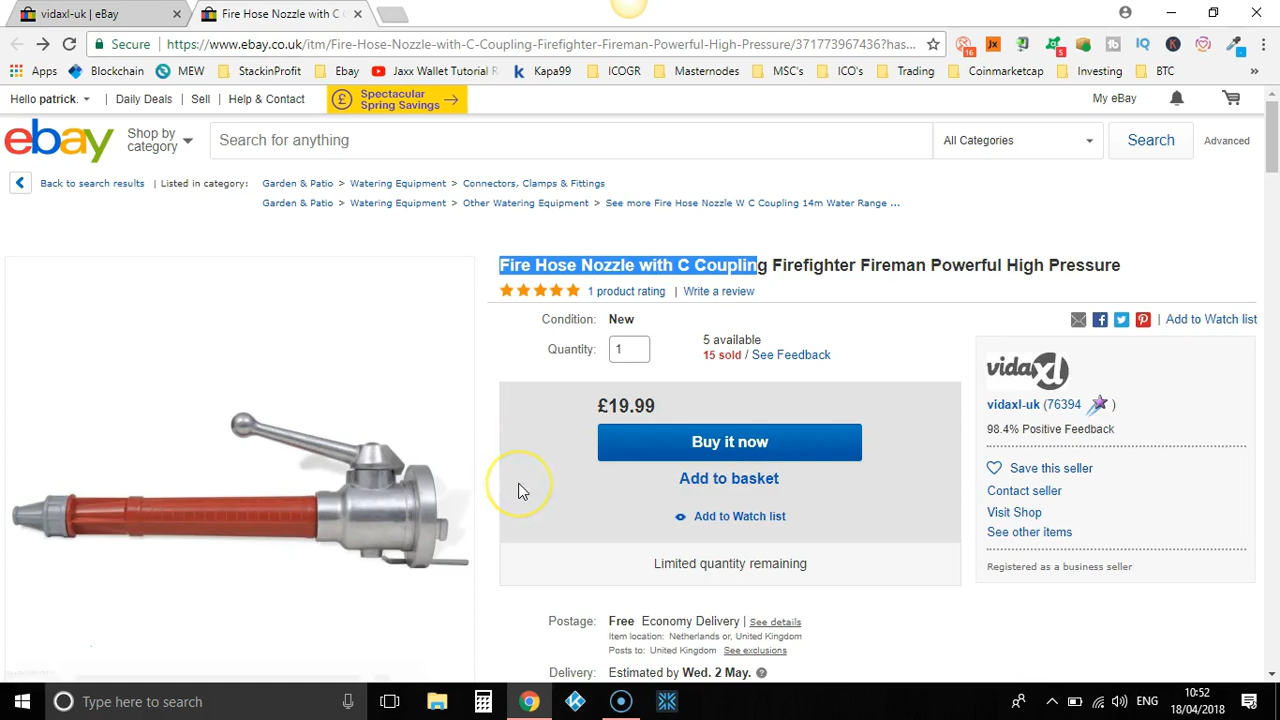 vidaxl-uk | eBay
Fire Hose Nozzle with C C
Secure
https://www.ebay.co.uk/itm/Fire-Hose-Nozzle-with-C-Coupling-Firefighter-Fireman-Powerful-High-Pressure/371773967436?has...
Apps
Blockchain
MEW
StackinProfit
Ebay
Jaxx Wallet Tutorial R
Kapa99
ICOGR
Masternodes
MSC's
ICO's
Trading
Coinmarketcap
Investing
BTC
»
Hello patrick.
Daily Deals
Sell
Help & Contact
£ Spectacular
Spring Savings
My eBay
ebay
Shop by
category
Search for anything
All Categories
Search
Advanced
Back to search results | Listed in category: Garden & Patio > Watering Equipment > Connectors, Clamps & Fittings
Garden & Patio > Watering Equipment > Other Watering Equipment > See more Fire Hose Nozzle W C Coupling 14m Water Range ...
Fire Hose Nozzle with C Coupling Firefighter Fireman Powerful High Pressure
1 product rating | Write a review
Condition: New
Add to Watch list
Quantity: 1
5 available
15 sold / See Feedback
£19.99
Buy it now
Add to basket
Add to Watch list
Limited quantity remaining
vidaxl
vidaxl-uk (76394 )
98.4% Positive Feedback
Save this seller
Contact seller
Visit Shop
See other items
Registered as a business seller
Postage: Free Economy Delivery | See details
Item location: Netherlands or, United Kingdom
Posts to: United Kingdom See exclusions
Delivery: Estimated by Wed. 2 May. ?
Type here to search
ENG
10:52
18/04/2018